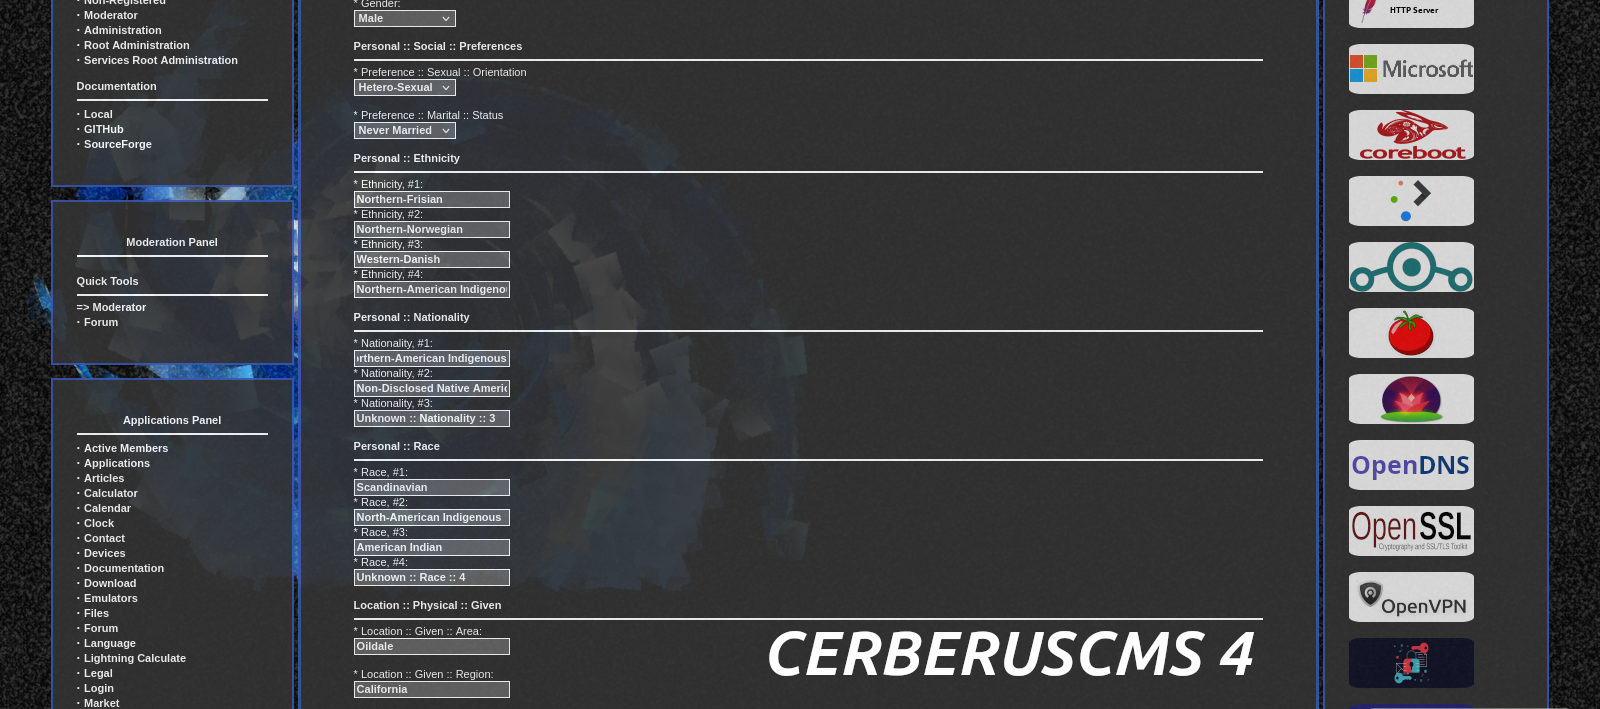 · Non-Registered
· Moderator
· Administration
· Root Administration
· Services Root Administration
Documentation
· Local
· GITHub
· SourceForge
Moderation Panel
Quick Tools
=> Moderator
· Forum
Applications Panel
· Active Members
· Applications
· Articles
· Calculator
· Calendar
· Clock
· Contact
· Devices
· Documentation
· Download
· Emulators
· Files
· Forum
· Language
· Lightning Calculate
· Legal
· Login
· Market
* Gender:
Male
Personal :: Social :: Preferences
* Preference :: Sexual :: Orientation
Hetero-Sexual
* Preference :: Marital :: Status
Never Married
Personal :: Ethnicity
* Ethnicity, #1:
Northern-Frisian
* Ethnicity, #2:
Northern-Norwegian
* Ethnicity, #3:
Western-Danish
* Ethnicity, #4:
Northern-American Indigenou
Personal :: Nationality
* Nationality, #1:
rthern-American Indigenous
* Nationality, #2:
Non-Disclosed Native Americ
* Nationality, #3:
Unknown :: Nationality :: 3
Personal :: Race
* Race, #1:
Scandinavian
* Race, #2:
North-American Indigenous
* Race, #3:
American Indian
* Race, #4:
Unknown :: Race :: 4
Location :: Physical :: Given
* Location :: Given :: Area:
Oildale
* Location :: Given :: Region:
California
CERBERUSCMS 4
HTTP Server
Microsoft
coreboot
OpenDNS
OpenSSL
Cryptography and SSL/TLS Toolkit
OpenVPN